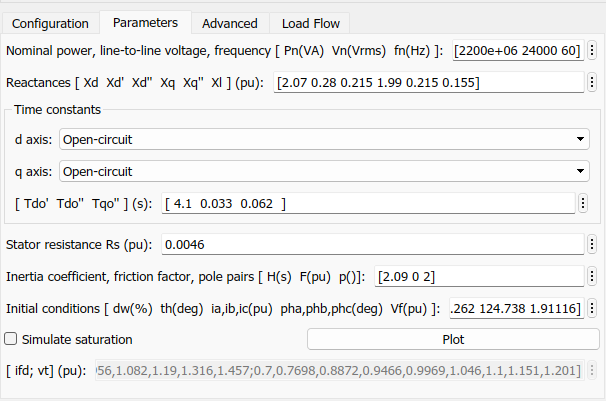 Configuration Parameters Advanced Load Flow
Nominal power, line-to-line voltage, frequency [ Pn(VA) Vn(Vrms) fn(Hz) ]: [2200e+06 24000 60]
Reactances [ Xd Xd' Xd'' Xq Xq'' Xl ] (pu): [2.07 0.28 0.215 1.99 0.215 0.155]
Time constants
d axis: Open-circuit
q axis: Open-circuit
[ Tdo' Tdo'' Tqo'' ] (s): [ 4.1 0.033 0.062 ]
Stator resistance Rs (pu): 0.0046
Inertia coefficient, friction factor, pole pairs [ H(s) F(pu) p()]: [2.09 0 2]
Initial conditions [ dw(%) th(deg) ia,ib,ic(pu) pha,phb,phc(deg) Vf(pu) ]: .262 124.738 1.91116]
Simulate saturation Plot
[ ifd; vt] (pu): 56,1.082,1.19,1.316,1.457;0.7,0.7698,0.8872,0.9466,0.9969,1.046,1.1,1.151,1.201]